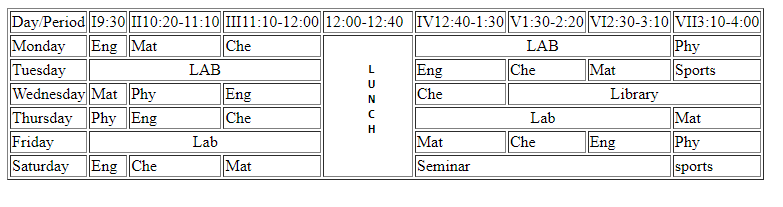 Day/Period I9:30 II10:20-11:10 III11:10-12:00 12:00-12:40 IV12:40-1:30 V1:30-2:20 VI2:30-3:10 VII3:10-4:00
Monday Eng Mat Che LAB Phy
Tuesday LAB Eng Che Mat Sports
Wednesday Mat Phy Eng Che Library
Thursday Phy Eng Che Lab Mat
Friday Lab Mat Che Eng Phy
Saturday Eng Che Mat Seminar sports
L
U
N
C
H